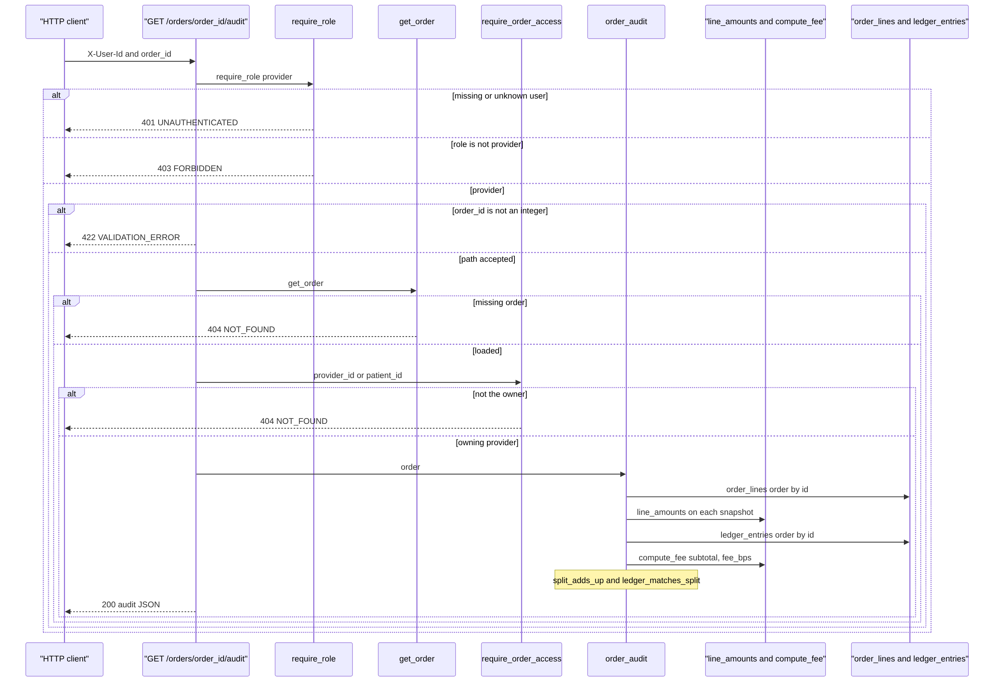 "HTTP client"
"GET /orders/order_id/audit"
require_role
get_order
require_order_access
order_audit
"line_amounts and compute_fee"
"order_lines and ledger_entries"
X-User-Id and order_id
require_role provider
alt
[missing or unknown user]
401 UNAUTHENTICATED
[role is not provider]
403 FORBIDDEN
[provider]
alt
[order_id is not an integer]
422 VALIDATION_ERROR
[path accepted]
get_order
alt
[missing order]
404 NOT_FOUND
[loaded]
provider_id or patient_id
alt
[not the owner]
404 NOT_FOUND
[owning provider]
order
order_lines order by id
line_amounts on each snapshot
ledger_entries order by id
compute_fee subtotal, fee_bps
split_adds_up and ledger_matches_split
200 audit JSON
"HTTP client"
"GET /orders/order_id/audit"
require_role
get_order
require_order_access
order_audit
"line_amounts and compute_fee"
"order_lines and ledger_entries"